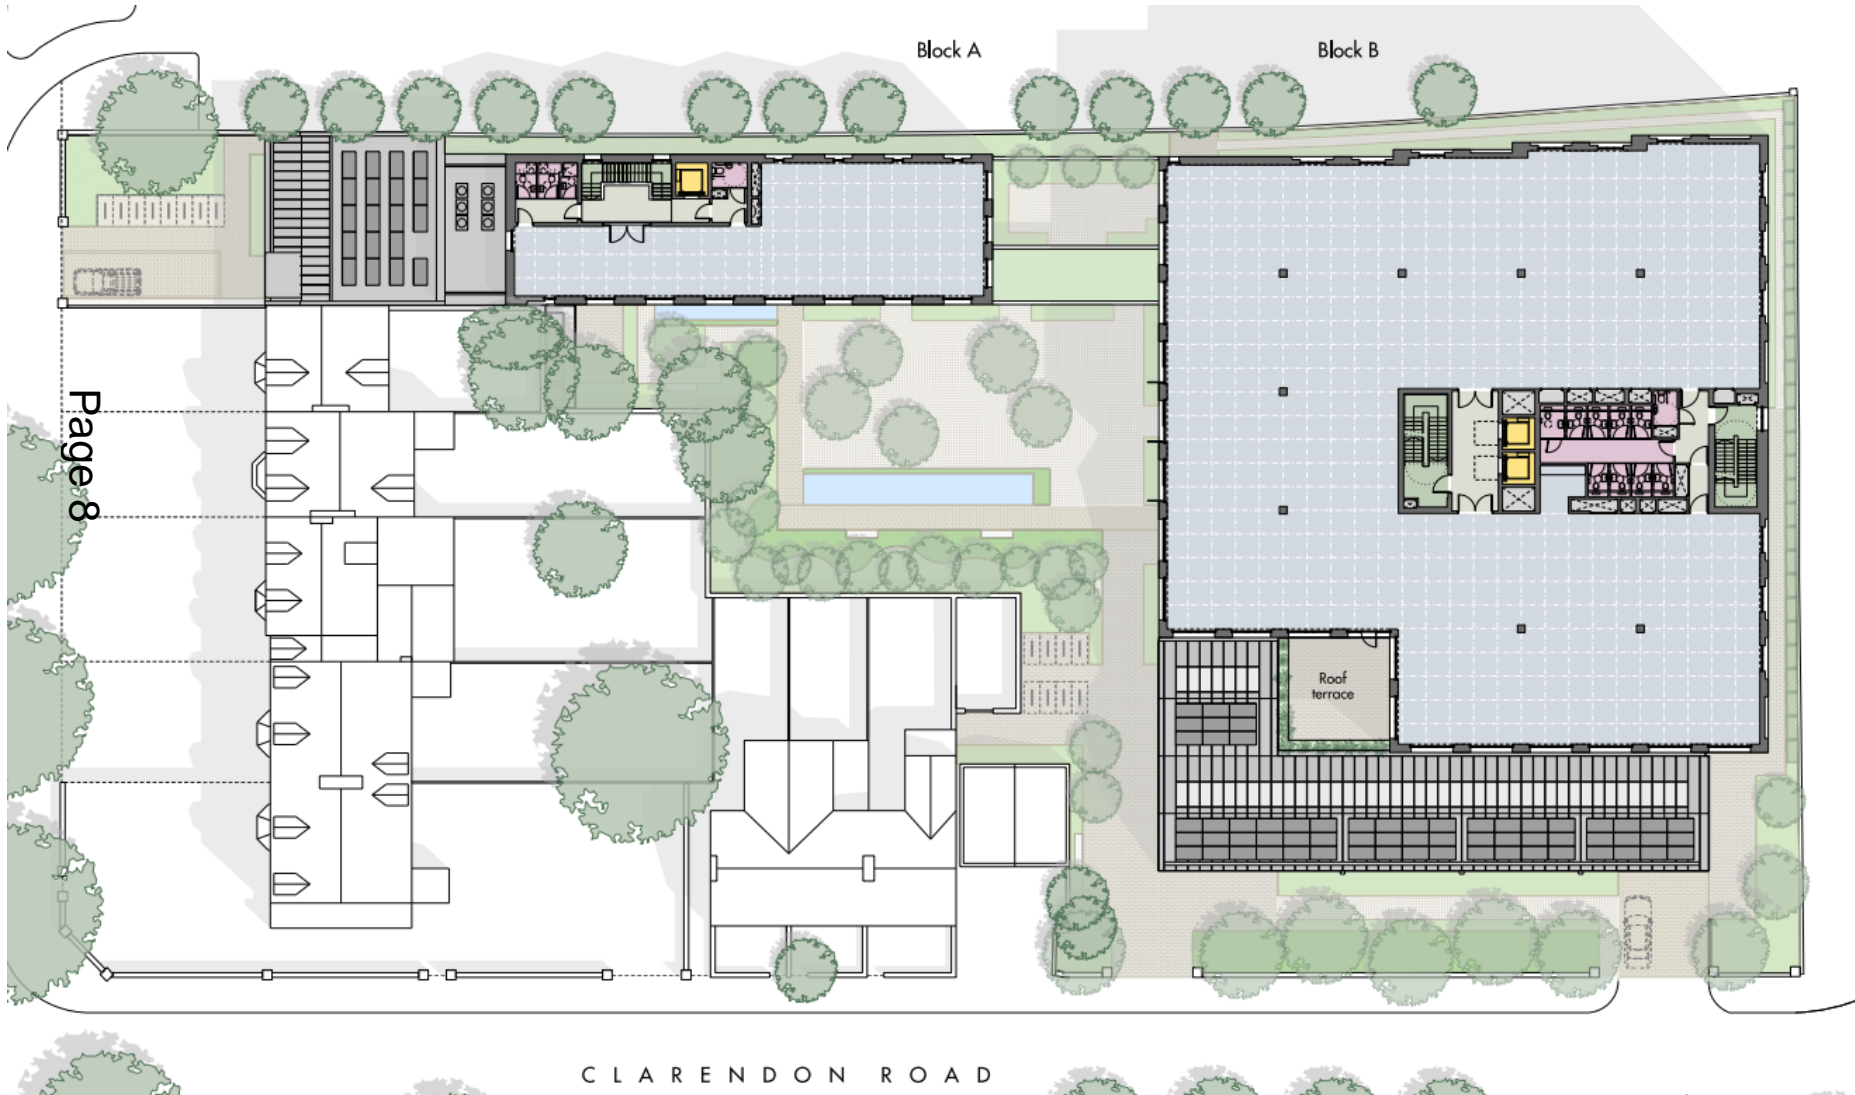 Block A
Block B
Page 8
Roof
terrace
CLARENDON ROAD